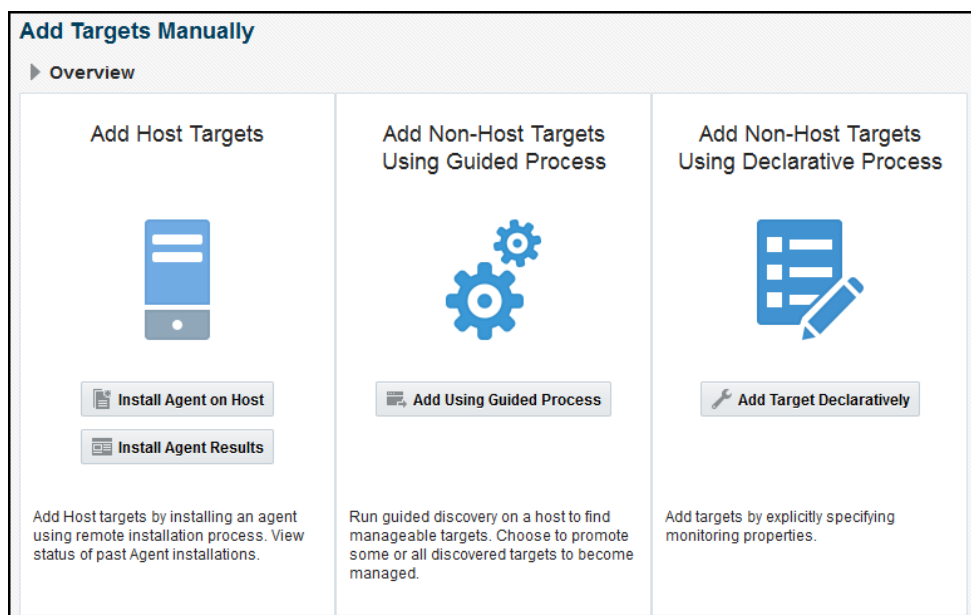 Add Targets Manually
Overview
Add Host Targets
Install Agent on Host
Install Agent Results
Add Host targets by installing an agent
using remote installation process. View
status of past Agent installations.
Add Non-Host Targets
Using Guided Process
Add Using Guided Process
Run guided discovery on a host to find
manageable targets. Choose to promote
some or all discovered targets to become
managed.
Add Non-Host Targets
Using Declarative Process
Add Target Declaratively
Add targets by explicitly specifying
monitoring properties.